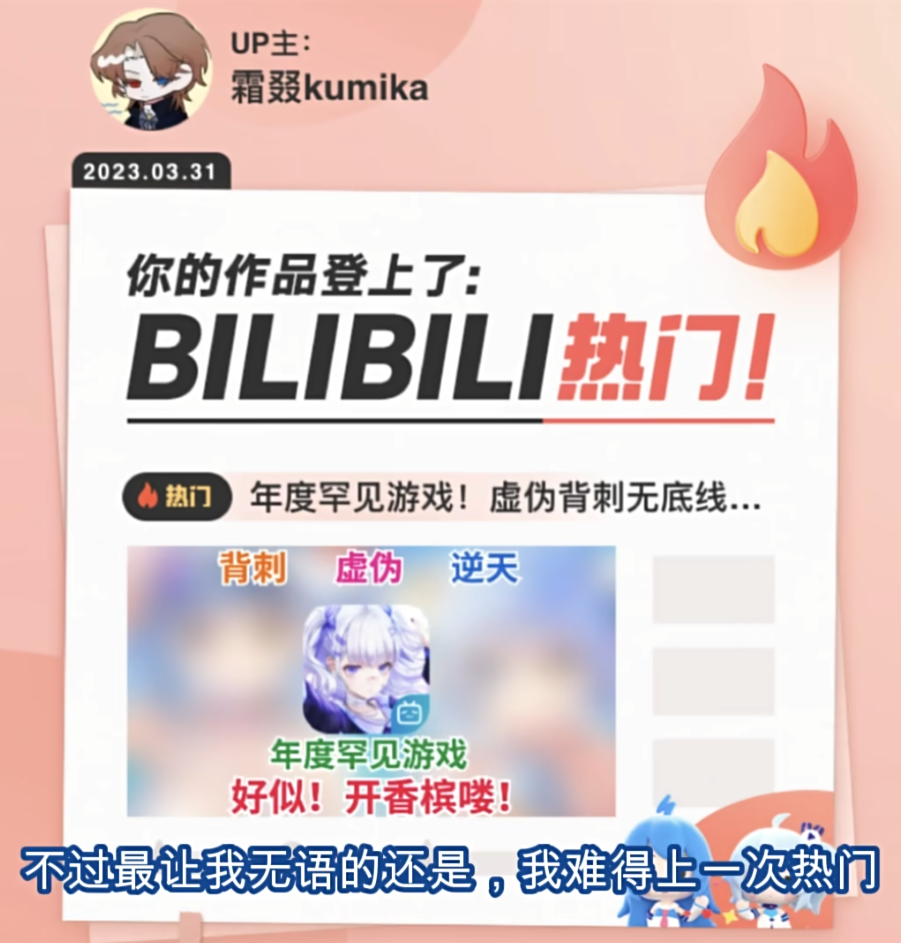 UP主：
霜叕kumika
2023.03.31
你的作品登上了:
BILIBILI热门!
热门 年度罕见游戏！虚伪背刺无底线...
背刺 虚伪 逆天
年度罕见游戏
好似！开香槟喽！
不过最让我无语的还是，我难得上一次热门